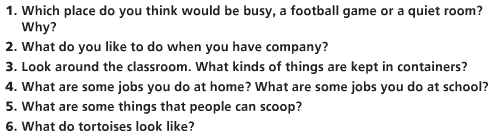 1. Which place do you think would be busy, a football game or a quiet room?
Why?
2. What do you like to do when you have company?
3. Look around the classroom. What kinds of things are kept in containers?
4. What are some jobs you do at home? What are some jobs you do at school?
5. What are some things that people can scoop?
6. What do tortoises look like?